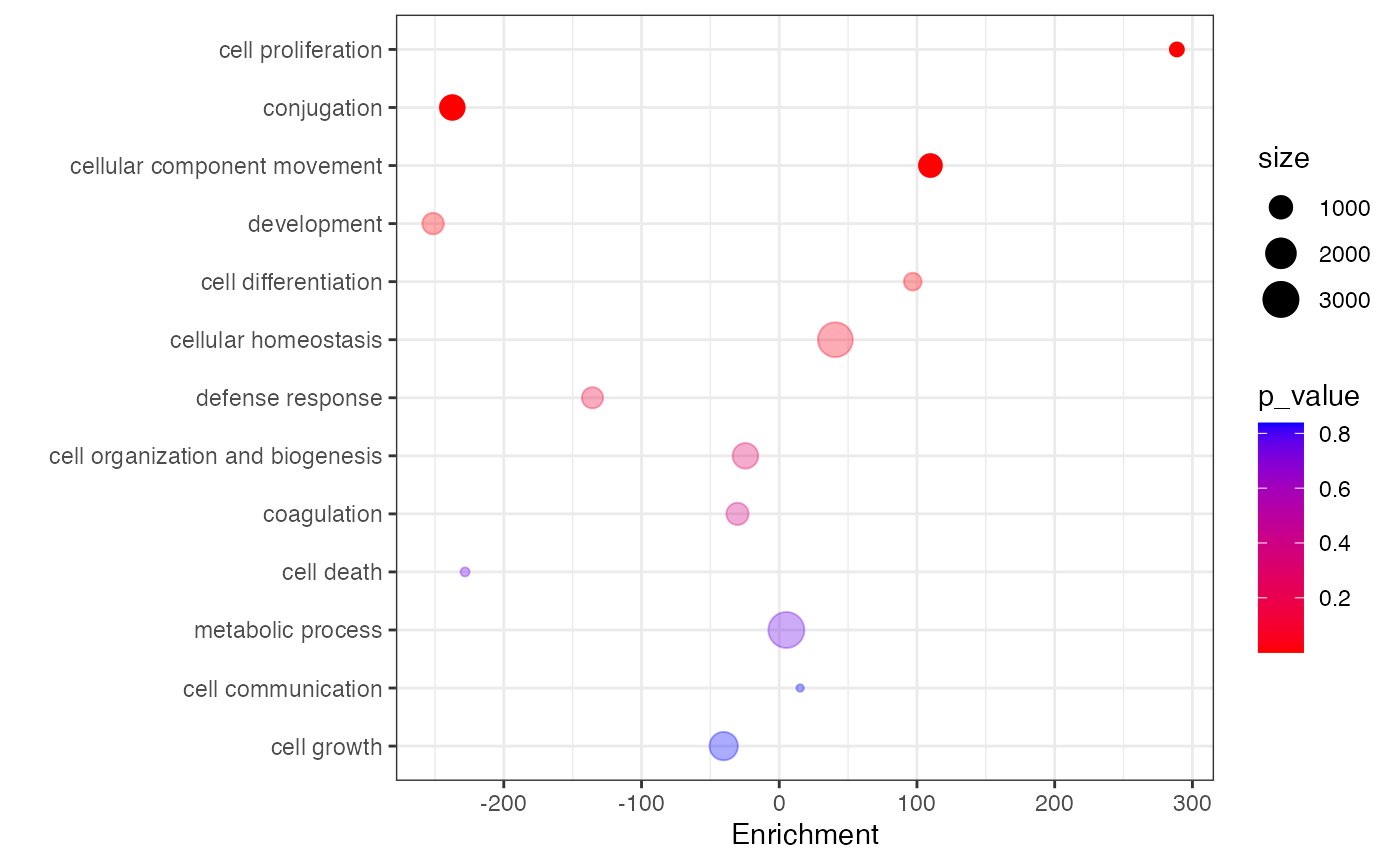 cell proliferation
conjugation
cellular component movement
development
cell differentiation
cellular homeostasis
defense response
cell organization and biogenesis
coagulation
cell death
metabolic process
cell communication
cell growth
-200 -100 0 100 200 300
Enrichment
size
1000
2000
3000
p_value
0.8
0.6
0.4
0.2